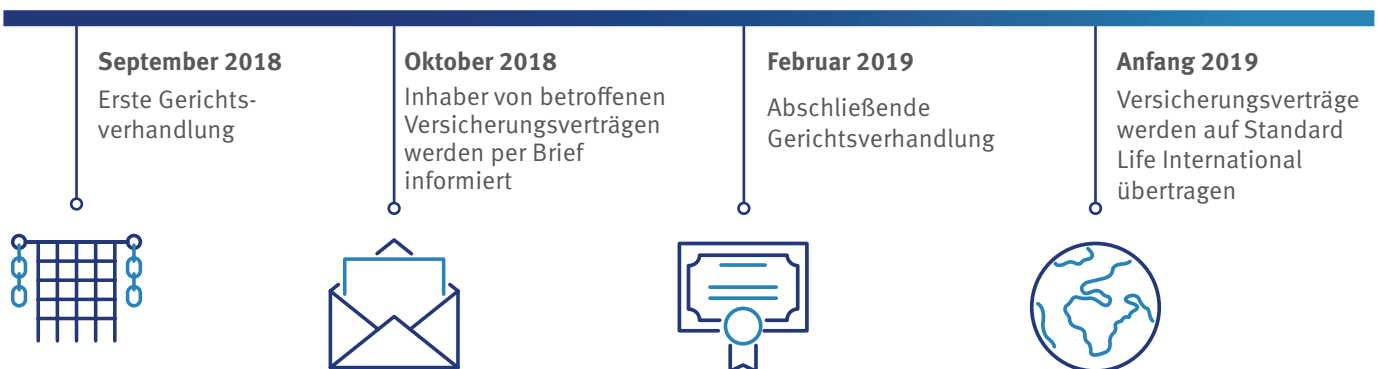 September 2018
Erste Gerichts-
verhandlung
Oktober 2018
Inhaber von betroffenen
Versicherungsverträgen
werden per Brief
informiert
Februar 2019
Abschließende
Gerichtsverhandlung
Anfang 2019
Versicherungsverträge
werden auf Standard
Life International
übertragen